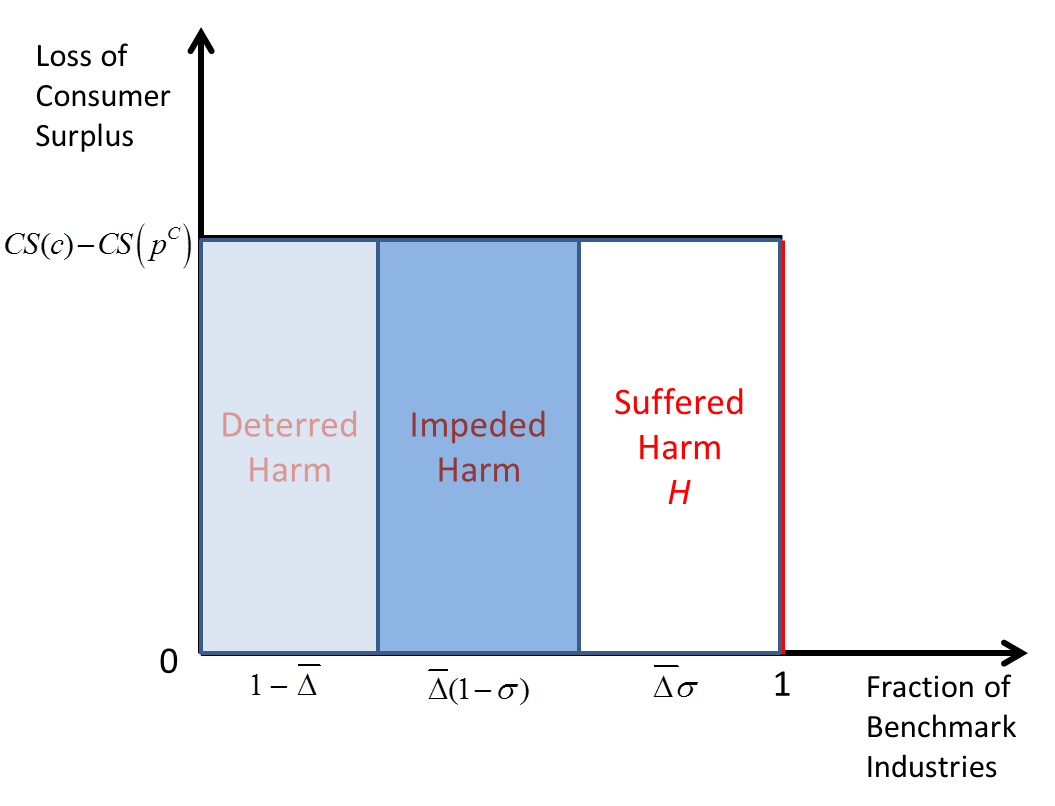 Loss of
Consumer
Surplus
CS(c)−CS(p^C)
Deterred
Harm
Impeded
Harm
Suffered
Harm
H
0
1 − Δ̅
Δ̅(1−σ)
Δ̅σ
1
Fraction of
Benchmark
Industries